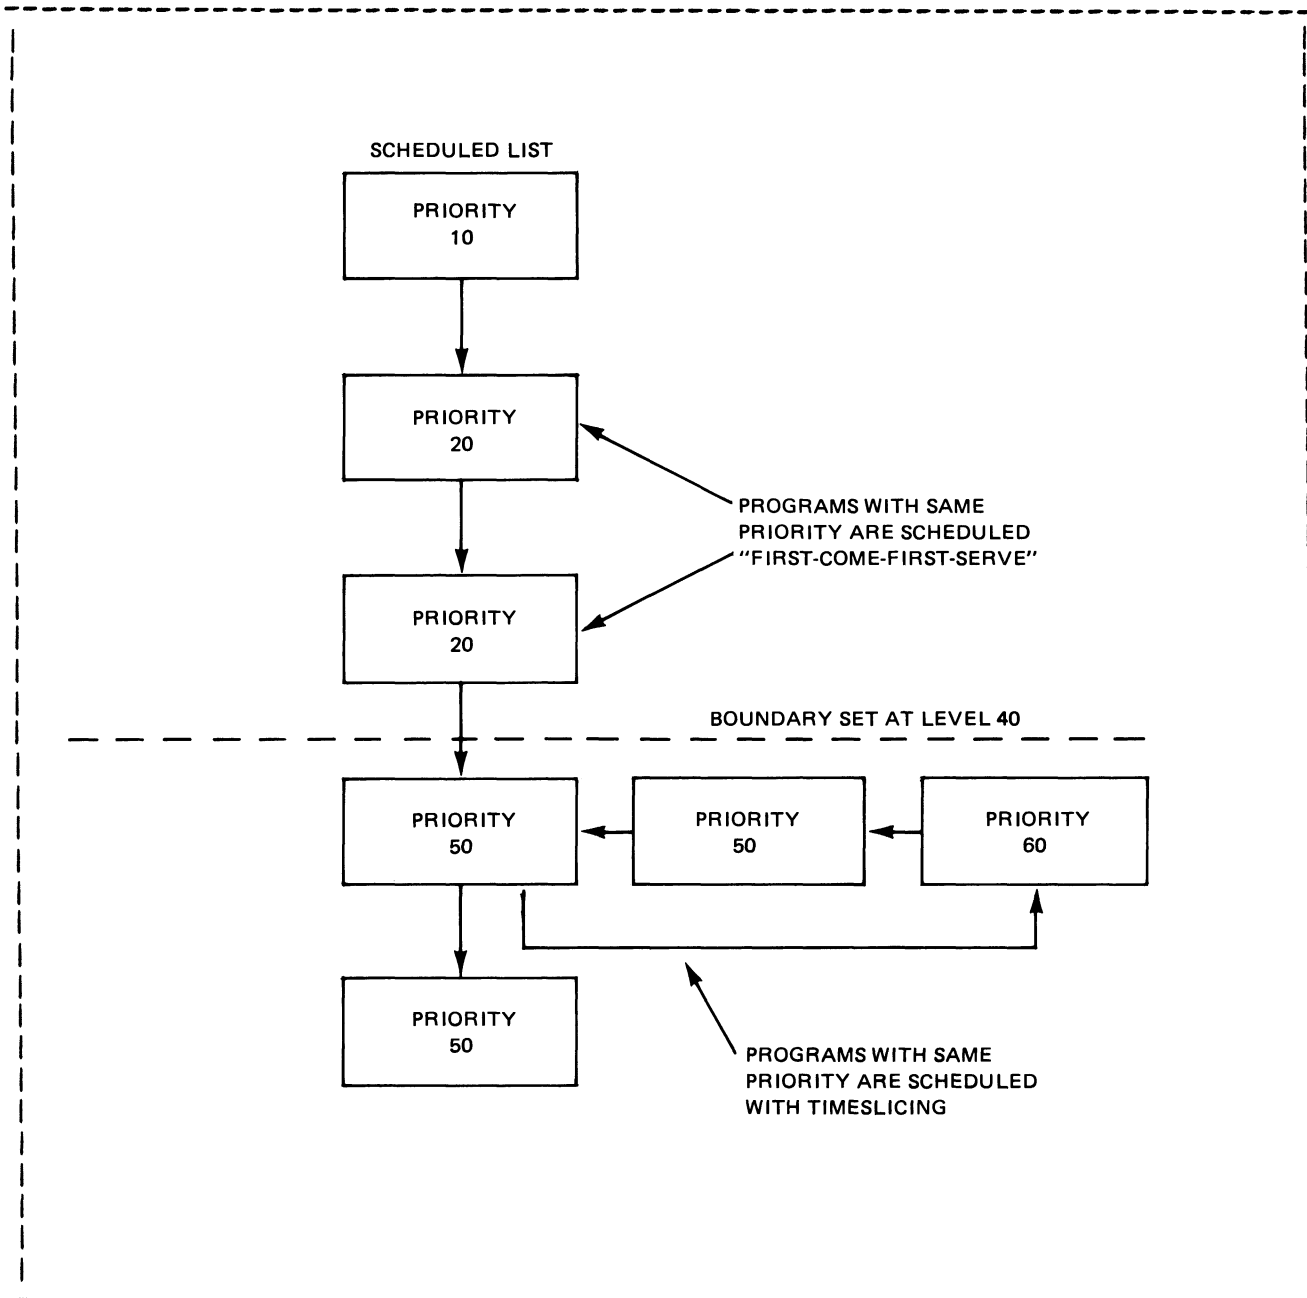 SCHEDULED LIST
PRIORITY
10
PRIORITY
20
PROGRAMS WITH SAME
PRIORITY ARE SCHEDULED
"FIRST-COME-FIRST-SERVE"
PRIORITY
20
BOUNDARY SET AT LEVEL 40
PRIORITY
50
PRIORITY
50
PRIORITY
60
PRIORITY
50
PROGRAMS WITH SAME
PRIORITY ARE SCHEDULED
WITH TIMESLICING